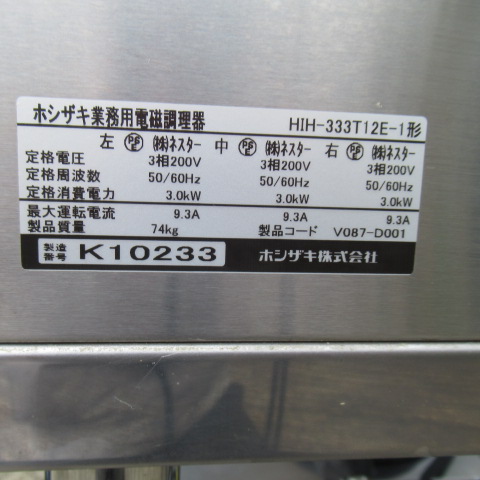 ホシザキ業務用電磁調理器 HIH-333T12E-1形
左 PSE ㈱ネスター 中 PSE ㈱ネスター 右 PSE ㈱ネスター
定格電圧 3相200V 3相200V 3相200V
定格周波数 50/60Hz 50/60Hz 50/60Hz
定格消費電力 3.0kW 3.0kW 3.0kW
最大運転電流 9.3A 9.3A 9.3A
製品質量 74kg 製品コード V087-D001
製造番号 K10233 ホシザキ株式会社